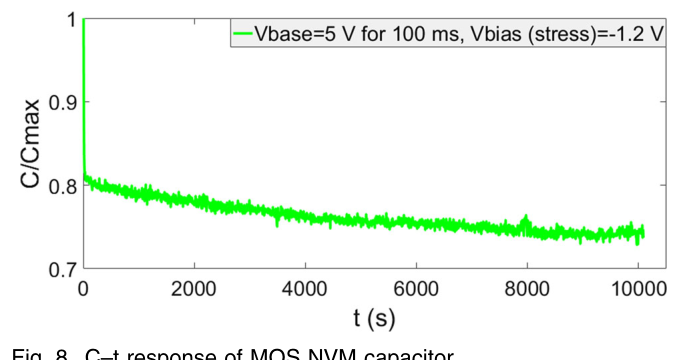 1
Vbase=5 V for 100 ms, Vbias (stress)=-1.2 V
0.9
C/Cmax
0.8
0.7
0 2000 4000 6000 8000 10000
t (s)
Fig. 8. C–t response of MOS NVM capacitor